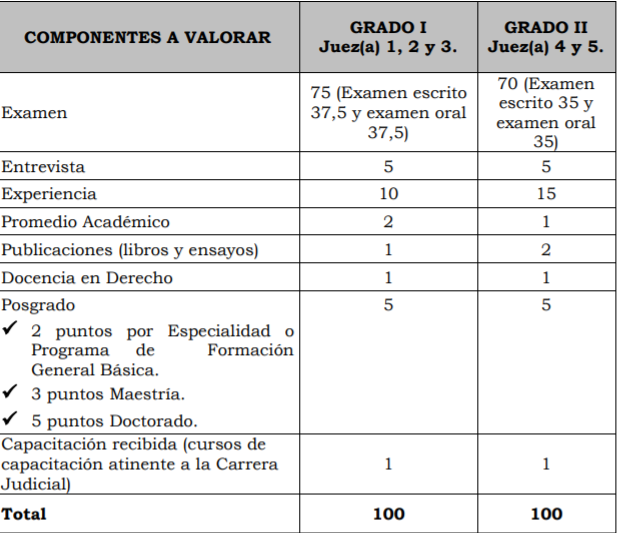 COMPONENTES A VALORAR
GRADO I
Juez(a) 1, 2 y 3.
GRADO II
Juez(a) 4 y 5.
Examen
75 (Examen escrito
37,5 y examen oral
37,5)
70 (Examen
escrito 35 y
examen oral
35)
Entrevista 5 5
Experiencia 10 15
Promedio Académico 2 1
Publicaciones (libros y ensayos) 1 2
Docencia en Derecho 1 1
Posgrado 5 5
✓ 2 puntos por Especialidad o
Programa de Formación
General Básica.
✓ 3 puntos Maestría.
✓ 5 puntos Doctorado.
Capacitación recibida (cursos de
capacitación atinente a la Carrera
Judicial)
1 1
Total 100 100